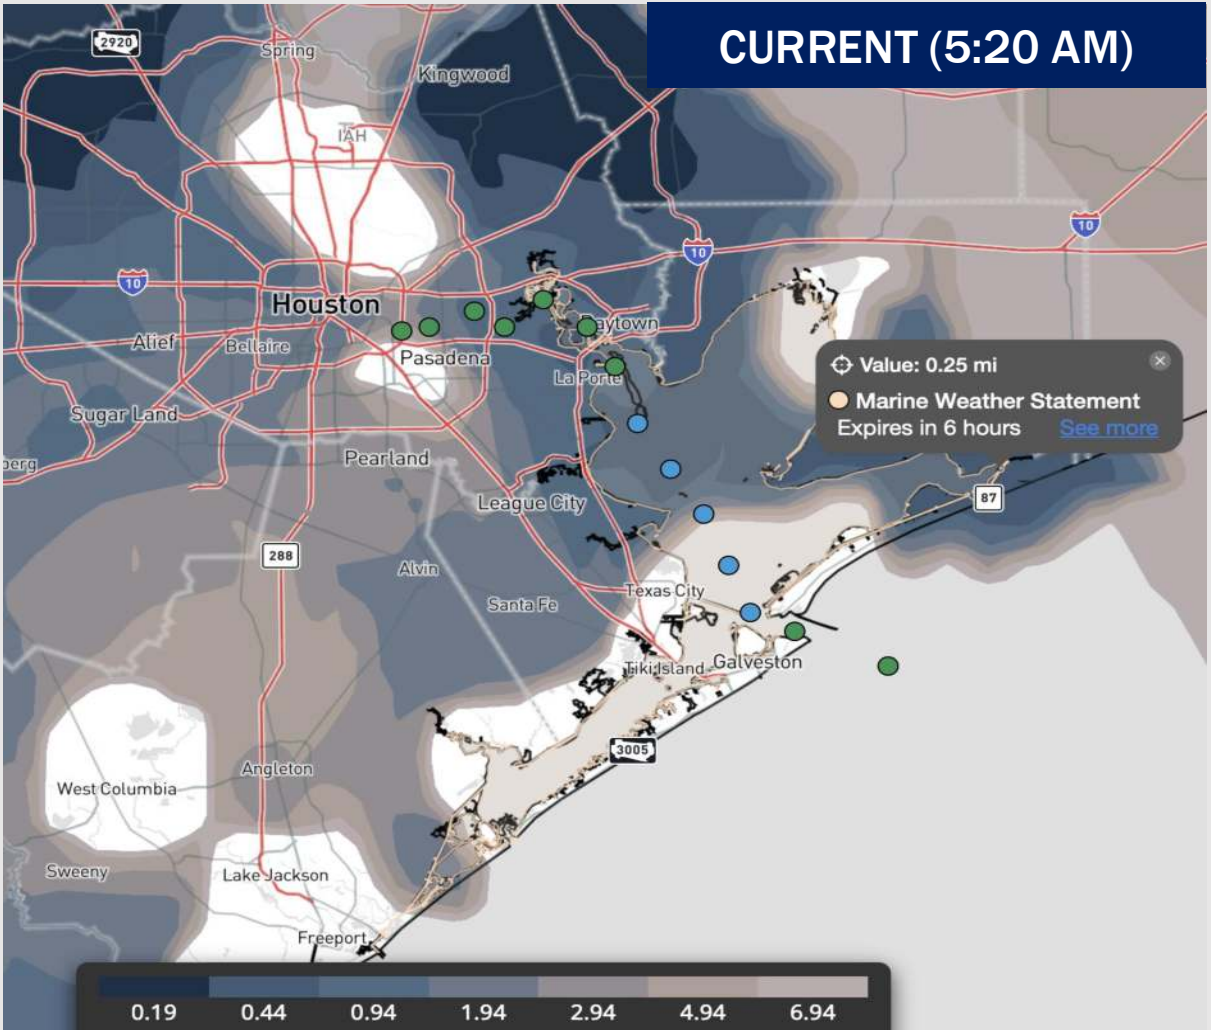 CURRENT (5:20 AM)
2920
Spring
Kingwood
IAH
10
10
10
Houston
Baytown
Alief
Bellaire
Pasadena
La Porte
Value: 0.25 mi
Marine Weather Statement
Expires in 6 hours See more
Sugar Land
Pearland
berg
League City
87
288
Alvin
Santa Fe
Texas City
Tiki Island
Galveston
3005
Angleton
West Columbia
Sweeny
Lake Jackson
Freeport
0.19 0.44 0.94 1.94 2.94 4.94 6.94